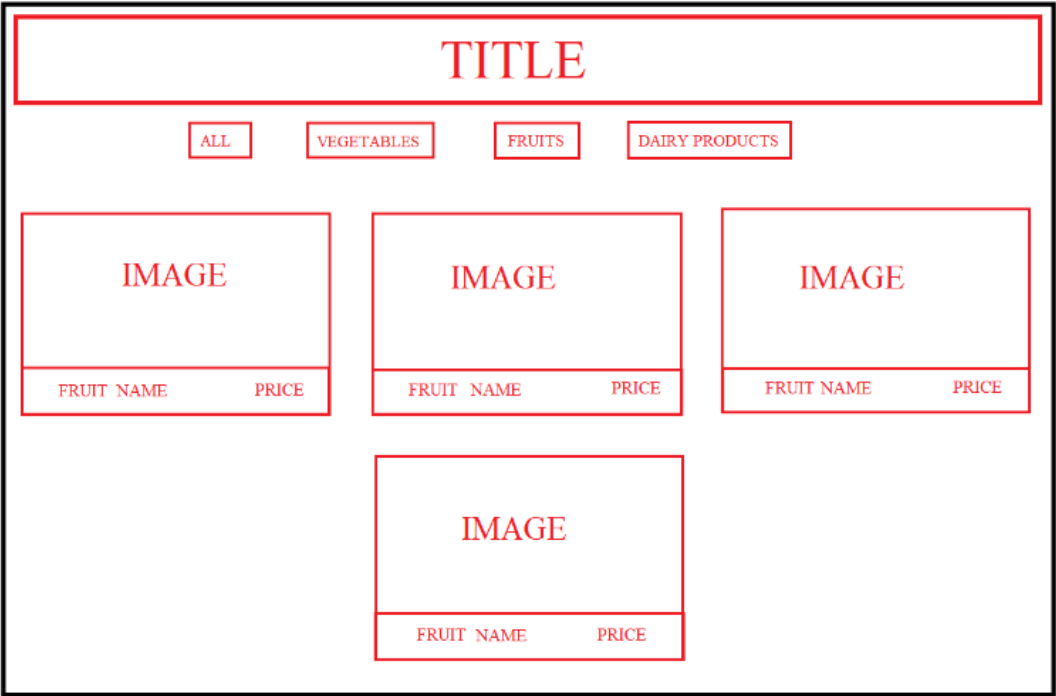 TITLE
ALL VEGETABLES FRUITS DAIRY PRODUCTS
IMAGE IMAGE IMAGE
FRUIT NAME PRICE FRUIT NAME PRICE FRUIT NAME PRICE
IMAGE
FRUIT NAME PRICE